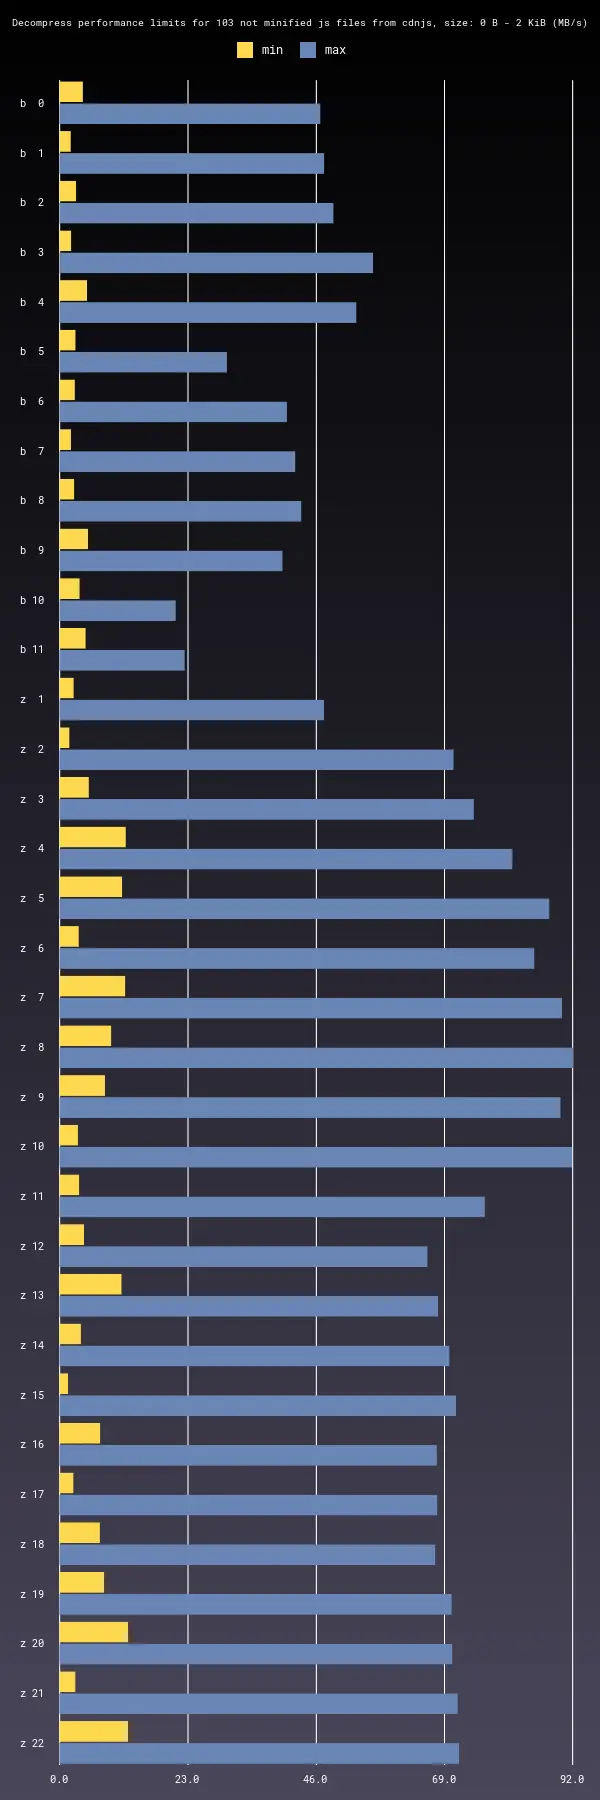 Decompress performance limits for 103 not minified js files from cdnjs, size: 0 B - 2 KiB (MB/s)
min max
b 0
b 1
b 2
b 3
b 4
b 5
b 6
b 7
b 8
b 9
b 10
b 11
z 1
z 2
z 3
z 4
z 5
z 6
z 7
z 8
z 9
z 10
z 11
z 12
z 13
z 14
z 15
z 16
z 17
z 18
z 19
z 20
z 21
z 22
0.0 23.0 46.0 69.0 92.0